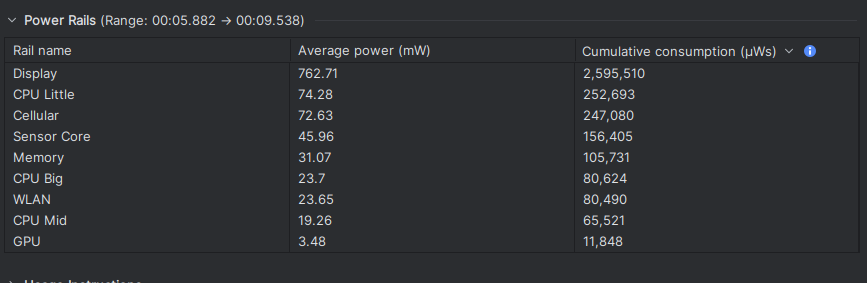 Power Rails (Range: 00:05.882 → 00:09.538)
Rail name Average power (mW) Cumulative consumption (µWs)
Display 762.71 2,595,510
CPU Little 74.28 252,693
Cellular 72.63 247,080
Sensor Core 45.96 156,405
Memory 31.07 105,731
CPU Big 23.7 80,624
WLAN 23.65 80,490
CPU Mid 19.26 65,521
GPU 3.48 11,848